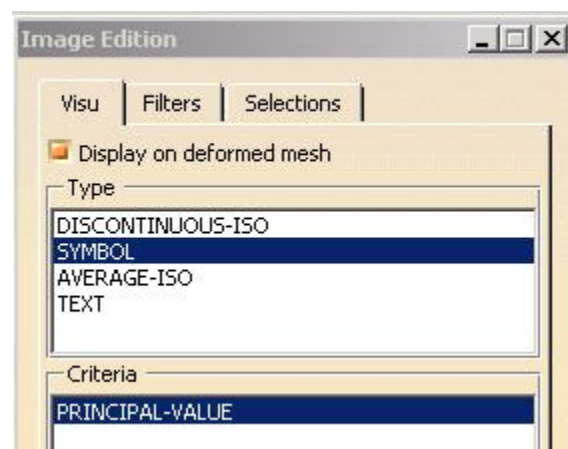 Image Edition
Visu Filters Selections
Display on deformed mesh
Type
DISCONTINUOUS-ISO
SYMBOL
AVERAGE-ISO
TEXT
Criteria
PRINCIPAL-VALUE